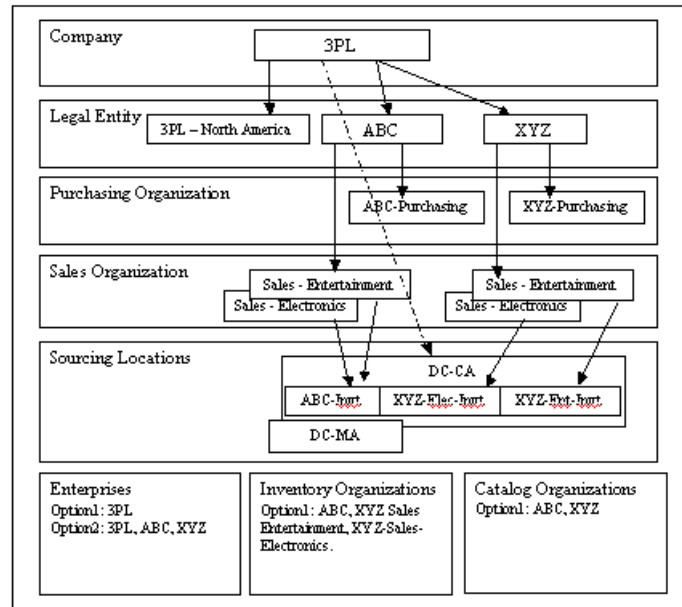 Company
3PL
Legal Entity
3PL – North America
ABC
XYZ
Purchasing Organization
ABC-Purchasing
XYZ-Purchasing
Sales Organization
Sales - Entertainment
Sales - Electronics
Sales - Entertainment
Sales - Electronics
Sourcing Locations
DC-CA
ABC-Invt.
XYZ-Elec-Invt
XYZ-Ent-Invt
DC-MA
Enterprises
Option1: 3PL
Option2: 3PL, ABC, XYZ
Inventory Organizations
Option1: ABC, XYZ Sales
Entertainment, XYZ-Sales-
Electronics.
Catalog Organizations
Option1: ABC, XYZ